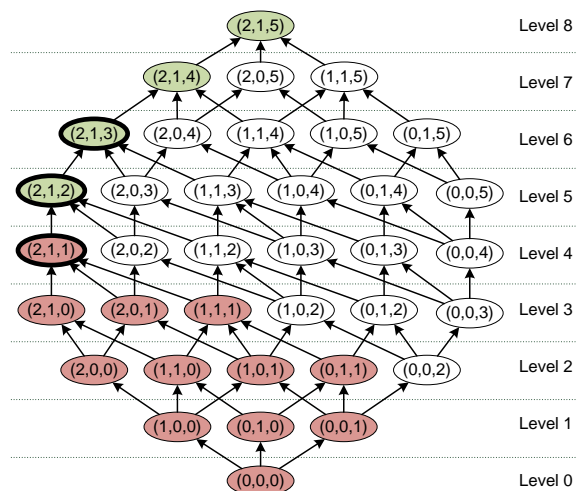 (2,1,5) Level 8
(2,1,4) (2,0,5) (1,1,5) Level 7
(2,1,3) (2,0,4) (1,1,4) (1,0,5) (0,1,5) Level 6
(2,1,2) (2,0,3) (1,1,3) (1,0,4) (0,1,4) (0,0,5) Level 5
(2,1,1) (2,0,2) (1,1,2) (1,0,3) (0,1,3) (0,0,4) Level 4
(2,1,0) (2,0,1) (1,1,1) (1,0,2) (0,1,2) (0,0,3) Level 3
(2,0,0) (1,1,0) (1,0,1) (0,1,1) (0,0,2) Level 2
(1,0,0) (0,1,0) (0,0,1) Level 1
(0,0,0) Level 0